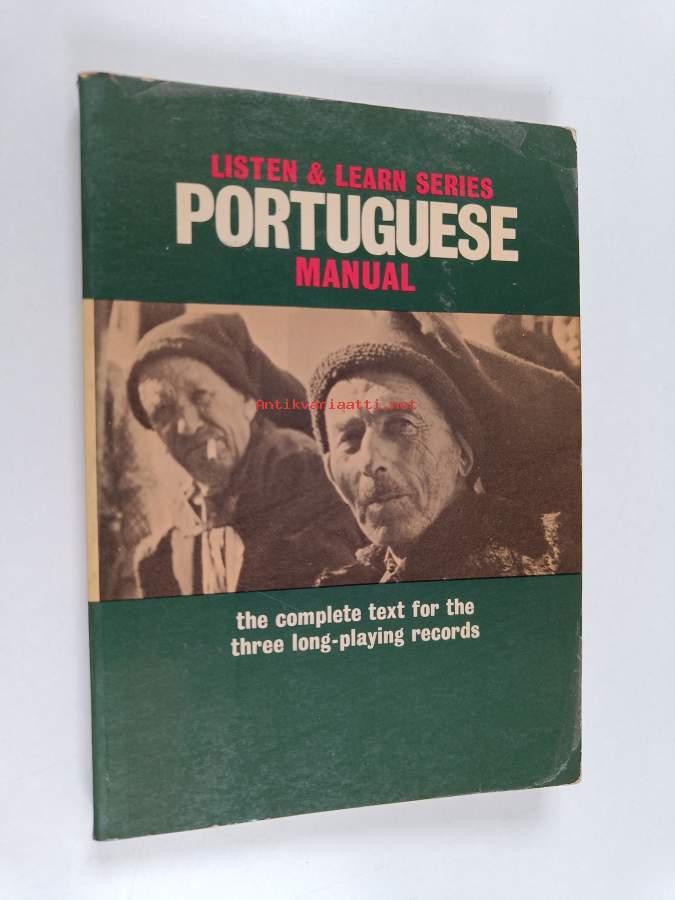 LISTEN & LEARN SERIES
PORTUGUESE
MANUAL
Antikvariaatti.net
the complete text for the
three long-playing records